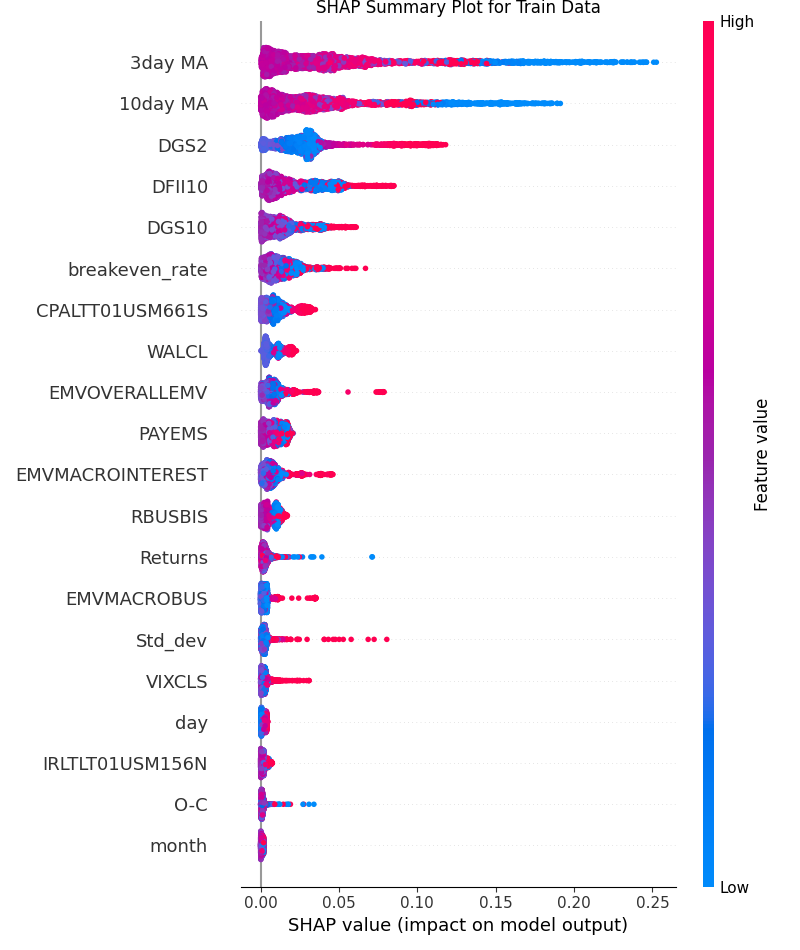 SHAP Summary Plot for Train Data
High
3day MA
10day MA
DGS2
DFII10
DGS10
breakeven_rate
CPALTT01USM661S
WALCL
EMVOVERALLEMV
PAYEMS
EMVMACROINTEREST
RBUSBIS
Returns
EMVMACROBUS
Std_dev
VIXCLS
day
IRLTLT01USM156N
O-C
month
Feature value
Low
0.00 0.05 0.10 0.15 0.20 0.25
SHAP value (impact on model output)